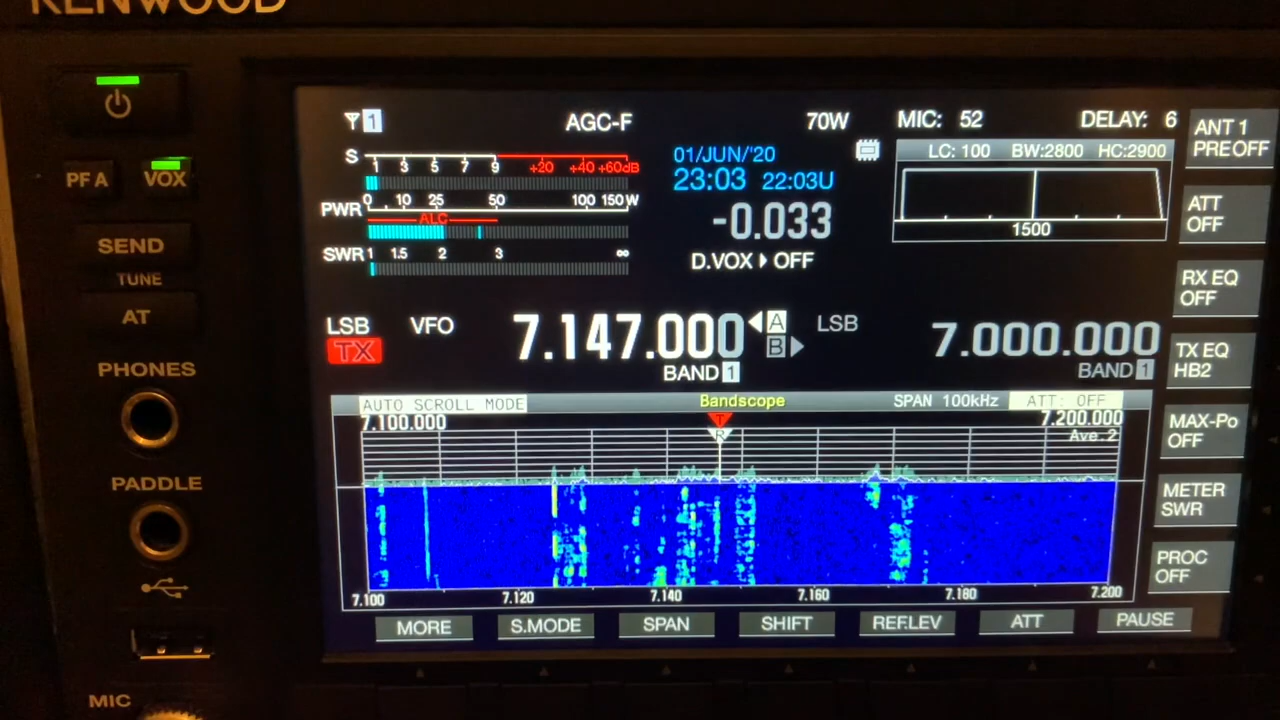 KENWOOD
1 AGC-F 70W
MIC: 52 DELAY: 6
ANT 1
PREOFF
S 1 3 5 7 9 +20 +40 +60dB
01/JUN/'20
23:03 22:03U
LC: 100 BW:2800 HC:2900
PF A VOX
PWR 0 10 25 50 100 150 W
ALC
-0.033
1500
ATT
OFF
SEND
SWR 1 1.5 2 3 ∞
D.VOX OFF
TUNE
AT
RX EQ
OFF
LSB VFO 7.147.000 A LSB 7.000.000
TX B
BAND 1 BAND 1
TX EQ
HB2
PHONES
AUTO SCROLL MODE Bandscope SPAN 100kHz ATT: OFF
7.100.000 T 7.200.000
R Ave.2
MAX-Po
OFF
PADDLE
METER
SWR
PROC
OFF
7.100 7.120 7.140 7.160 7.180 7.200
MORE S.MODE SPAN SHIFT REF.LEV ATT PAUSE
MIC